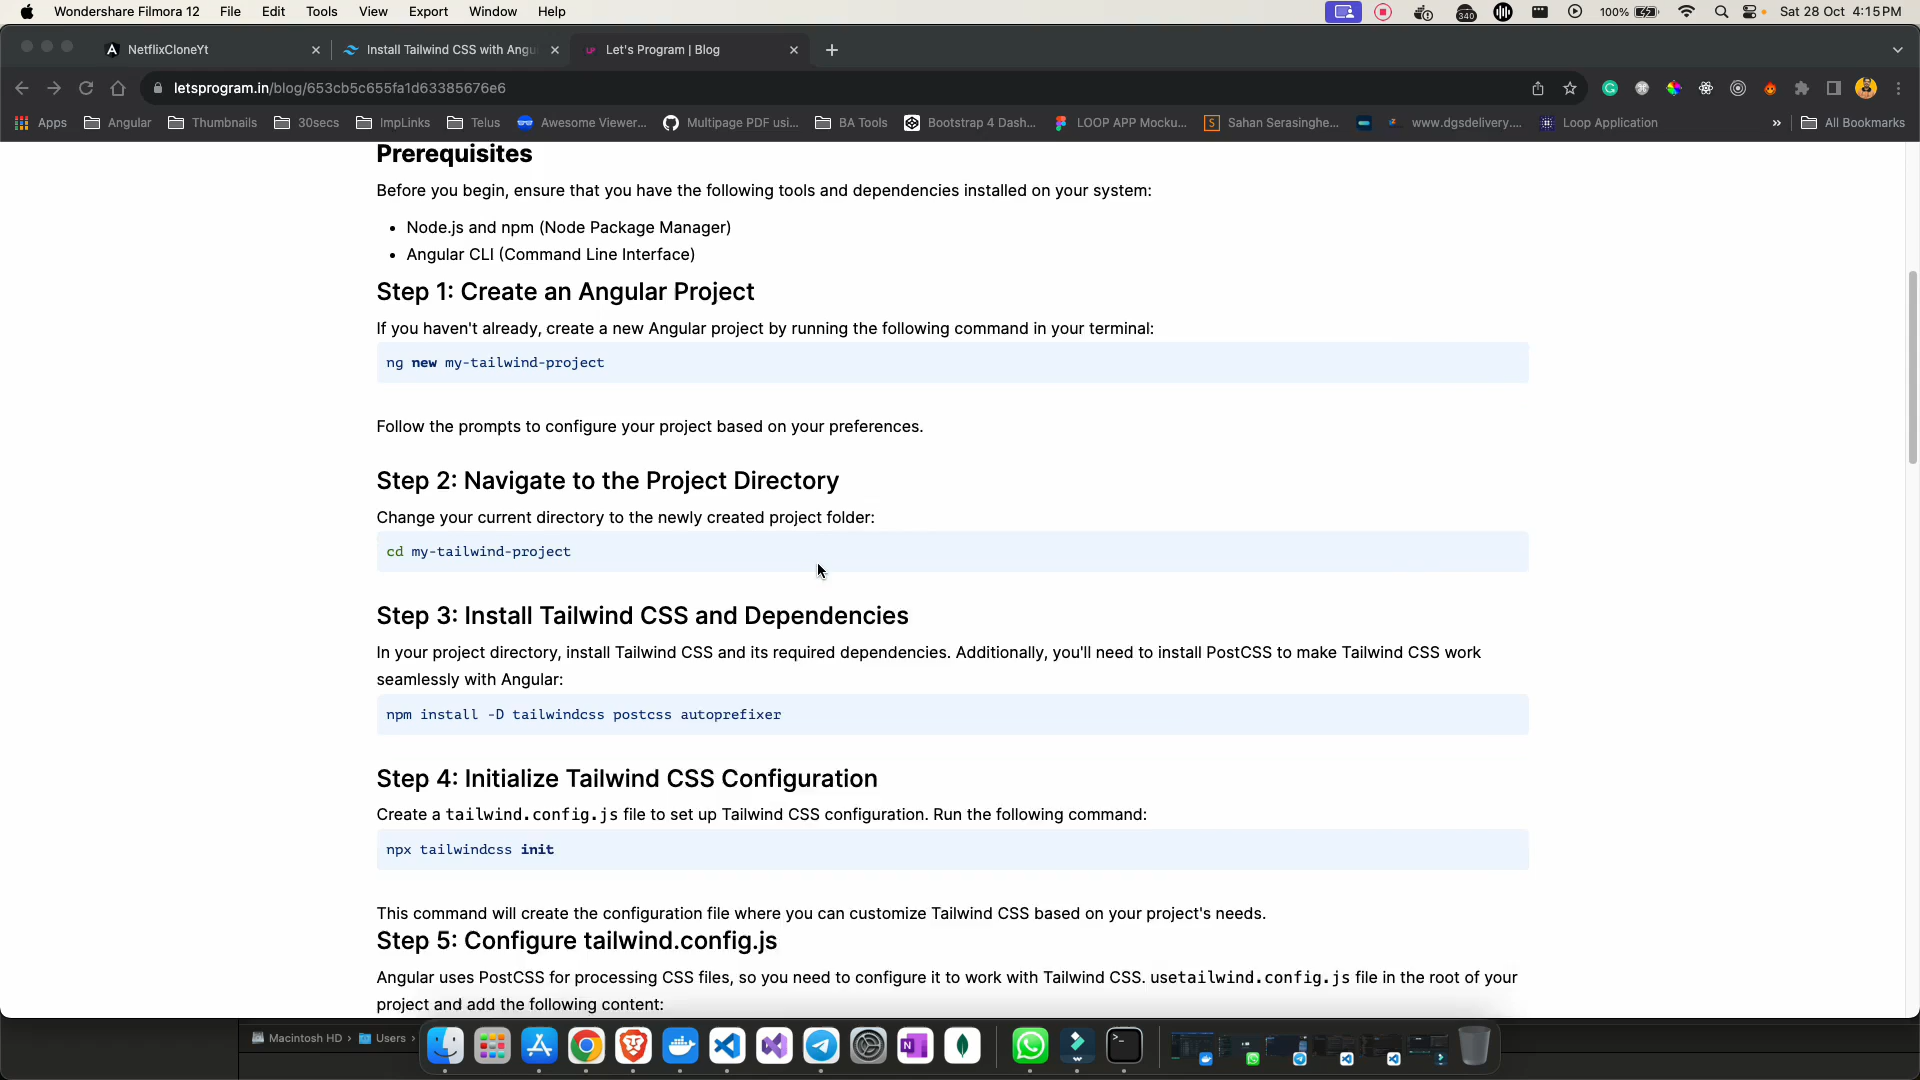 Wondershare Filmora 12 File Edit Tools View Export Window Help 340 100% Sat 28 Oct 4:15PM
NetflixCloneYt Install Tailwind CSS with Angu Let's Program | Blog
letsprogram.in/blog/653cb5c655fa1d63385676e6
Apps Angular Thumbnails 30secs ImpLinks Telus Awesome Viewer... Multipage PDF usi... BA Tools Bootstrap 4 Dash... LOOP APP Mocku... Sahan Serasinghe... www.dgsdelivery.... Loop Application » All Bookmarks
Prerequisites
Before you begin, ensure that you have the following tools and dependencies installed on your system:
• Node.js and npm (Node Package Manager)
• Angular CLI (Command Line Interface)
Step 1: Create an Angular Project
If you haven't already, create a new Angular project by running the following command in your terminal:
ng new my-tailwind-project
Follow the prompts to configure your project based on your preferences.
Step 2: Navigate to the Project Directory
Change your current directory to the newly created project folder:
cd my-tailwind-project
Step 3: Install Tailwind CSS and Dependencies
In your project directory, install Tailwind CSS and its required dependencies. Additionally, you'll need to install PostCSS to make Tailwind CSS work
seamlessly with Angular:
npm install -D tailwindcss postcss autoprefixer
Step 4: Initialize Tailwind CSS Configuration
Create a tailwind.config.js file to set up Tailwind CSS configuration. Run the following command:
npx tailwindcss init
This command will create the configuration file where you can customize Tailwind CSS based on your project's needs.
Step 5: Configure tailwind.config.js
Angular uses PostCSS for processing CSS files, so you need to configure it to work with Tailwind CSS. usetailwind.config.js file in the root of your
project and add the following content:
Macintosh HD › Users ›